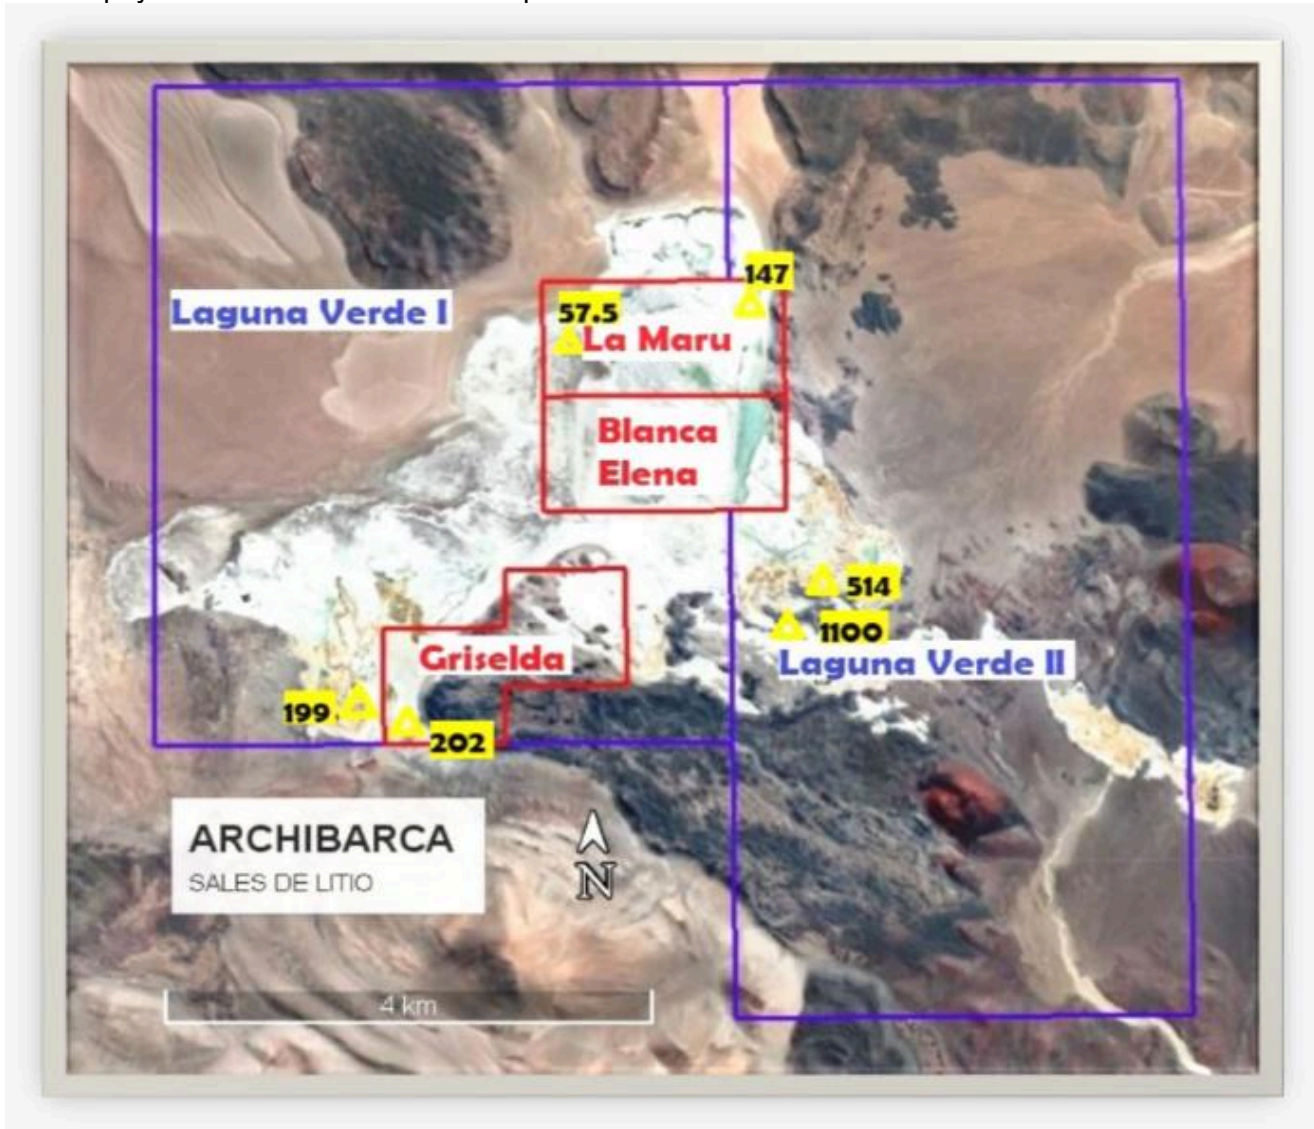 147
57.5
Laguna Verde I
La Maru
Blanca
Elena
514
1100
Griselda
Laguna Verde II
199
202
ARCHIBARCA
SALES DE LITIO
N
4 km